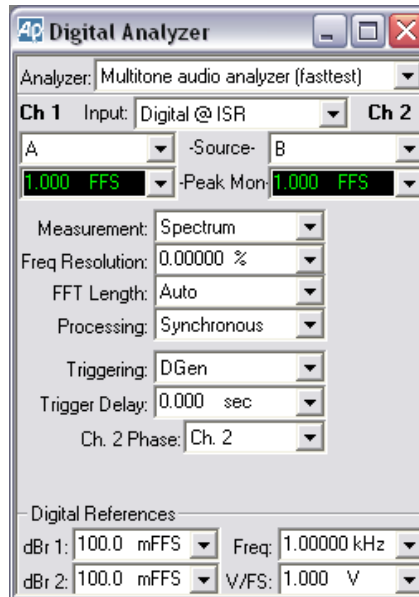 Ap Digital Analyzer
Analyzer: Multitone audio analyzer (fasttest)
Ch 1 Input: Digital @ ISR Ch 2
A -Source- B
1.000 FFS -Peak Mon- 1.000 FFS
Measurement: Spectrum
Freq Resolution: 0.00000 %
FFT Length: Auto
Processing: Synchronous
Triggering: DGen
Trigger Delay: 0.000 sec
Ch. 2 Phase: Ch. 2
Digital References
dBr 1: 100.0 mFFS Freq: 1.00000 kHz
dBr 2: 100.0 mFFS V/FS: 1.000 V